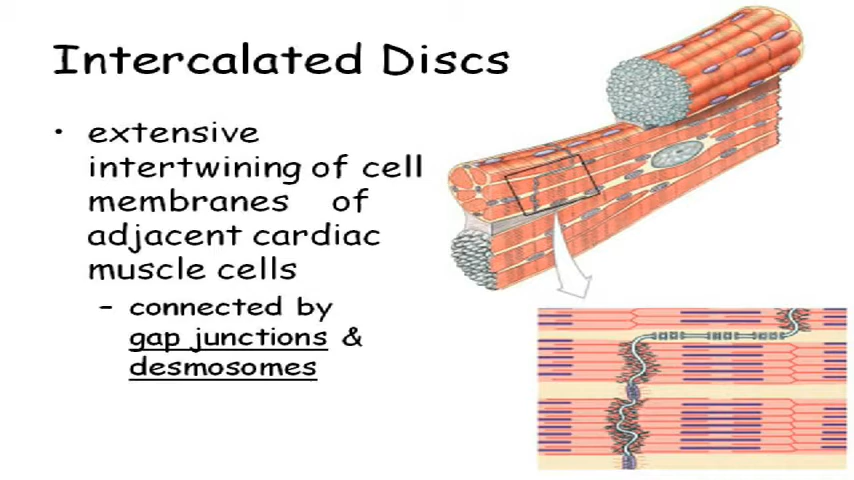 Intercalated Discs
• extensive
intertwining of cell
membranes of
adjacent cardiac
muscle cells
– connected by
gap junctions &
desmosomes